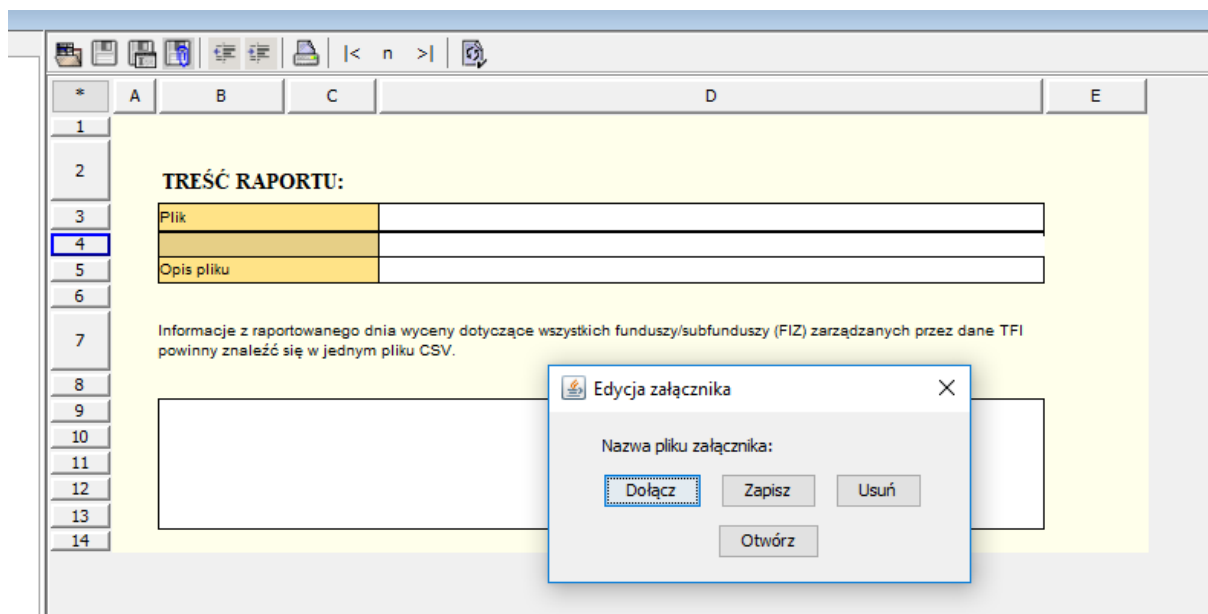 |< n >|
* A B C D E
1
2 TREŚĆ RAPORTU:
3 Plik
4
5 Opis pliku
6
7 Informacje z raportowanego dnia wyceny dotyczące wszystkich funduszy/subfunduszy (FIZ) zarządzanych przez dane TFI
powinny znaleźć się w jednym pliku CSV.
8
9
10
11
12
13
14
Edycja załącznika
Nazwa pliku załącznika:
Dołącz Zapisz Usuń
Otwórz